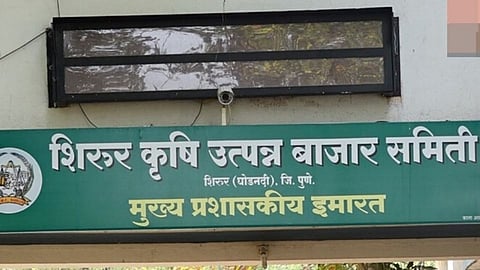 शिरुर कृषि उत्पन्न बाजार समिती
शिरुर (घोडनदी), जि. पुणे.
मुख्य प्रशासकीय इमारत